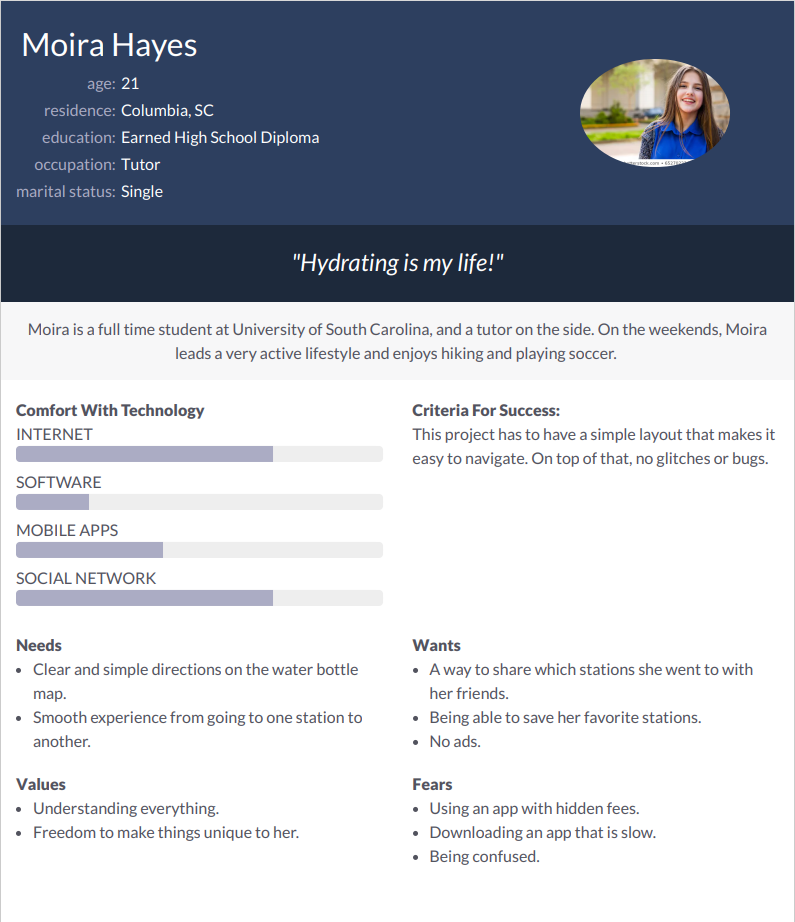 Moira Hayes
age: 21
residence: Columbia, SC
education: Earned High School Diploma
occupation: Tutor
marital status: Single
"Hydrating is my life!"
Moira is a full time student at University of South Carolina, and a tutor on the side. On the weekends, Moira
leads a very active lifestyle and enjoys hiking and playing soccer.
Comfort With Technology
INTERNET
SOFTWARE
MOBILE APPS
SOCIAL NETWORK
Criteria For Success:
This project has to have a simple layout that makes it
easy to navigate. On top of that, no glitches or bugs.
Needs
• Clear and simple directions on the water bottle
map.
• Smooth experience from going to one station to
another.
Wants
• A way to share which stations she went to with
her friends.
• Being able to save her favorite stations.
• No ads.
Values
• Understanding everything.
• Freedom to make things unique to her.
Fears
• Using an app with hidden fees.
• Downloading an app that is slow.
• Being confused.